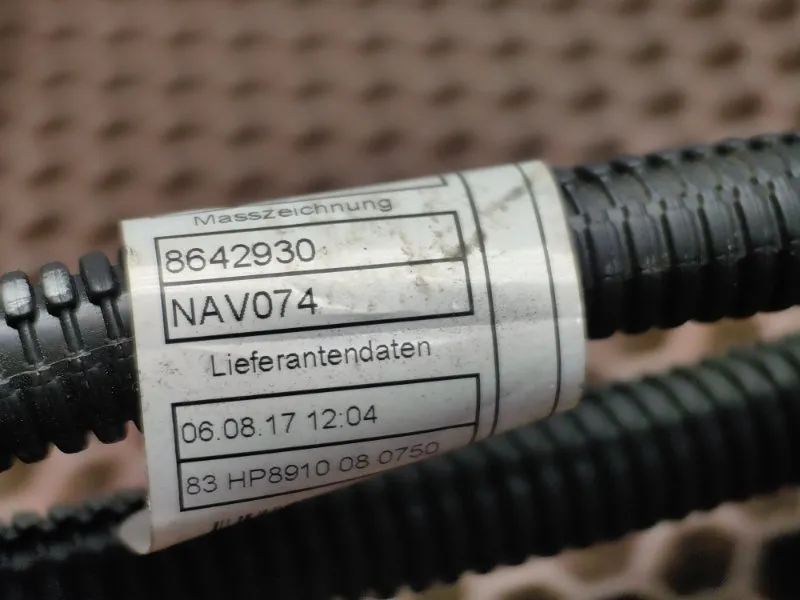 Masszeichnung
8642930
NAV074
Lieferantendaten
06.08.17 12:04
83 HP8910 08 0750